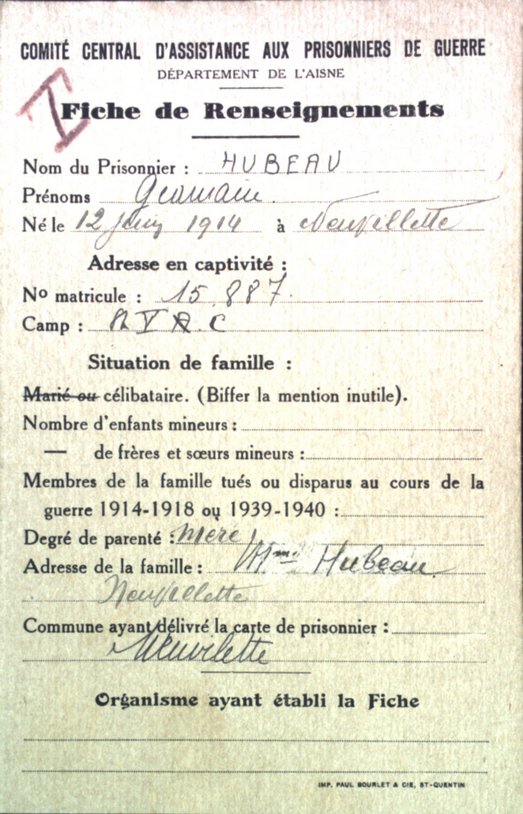 COMITÉ CENTRAL D'ASSISTANCE AUX PRISONNIERS DE GUERRE
DÉPARTEMENT DE L'AISNE
Fiche de Renseignements
Nom du Prisonnier : HUBEAU
Prénoms Germain
Né le 12 juin 1914 à Neuvillette
Adresse en captivité :
No matricule : 15.887.
Camp : V C
Situation de famille :
Marié ou célibataire. (Biffer la mention inutile).
Nombre d'enfants mineurs :
— de frères et sœurs mineurs :
Membres de la famille tués ou disparus au cours de la
guerre 1914-1918 ou 1939-1940 :
Degré de parenté : mère
Adresse de la famille : Mme Hubeau
Neuvillette
Commune ayant délivré la carte de prisonnier :
Neuvilette
Organisme ayant établi la Fiche
IMP. PAUL BOURLET & CIE, ST-QUENTIN